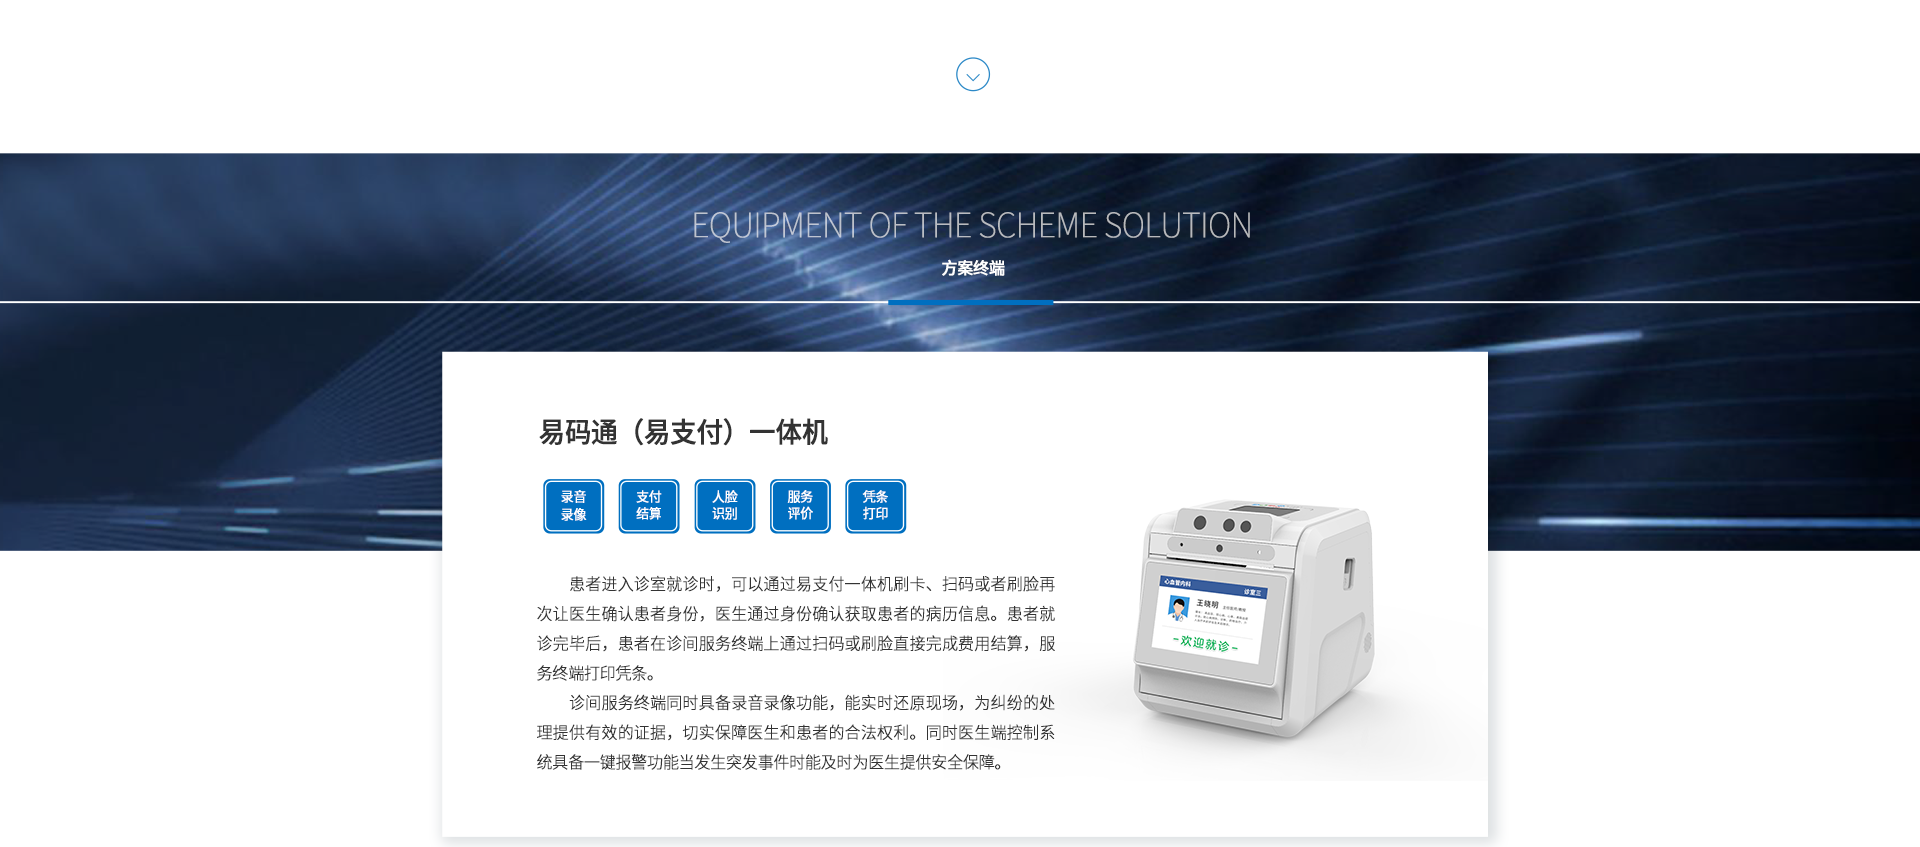 EQUIPMENT OF THE SCHEME SOLUTION
方案终端
易码通（易支付）一体机
录音
录像
支付
结算
人脸
识别
服务
评价
凭条
打印
患者进入诊室就诊时，可以通过易支付一体机刷卡、扫码或者刷脸再
次让医生确认患者身份，医生通过身份确认获取患者的病历信息。患者就
诊完毕后，患者在诊间服务终端上通过扫码或刷脸直接完成费用结算，服
务终端打印凭条。
诊间服务终端同时具备录音录像功能，能实时还原现场，为纠纷的处
理提供有效的证据，切实保障医生和患者的合法权利。同时医生端控制系
统具备一键报警功能当发生突发事件时能及时为医生提供安全保障。
心血管内科
诊室三
王晓明
-欢迎就诊-